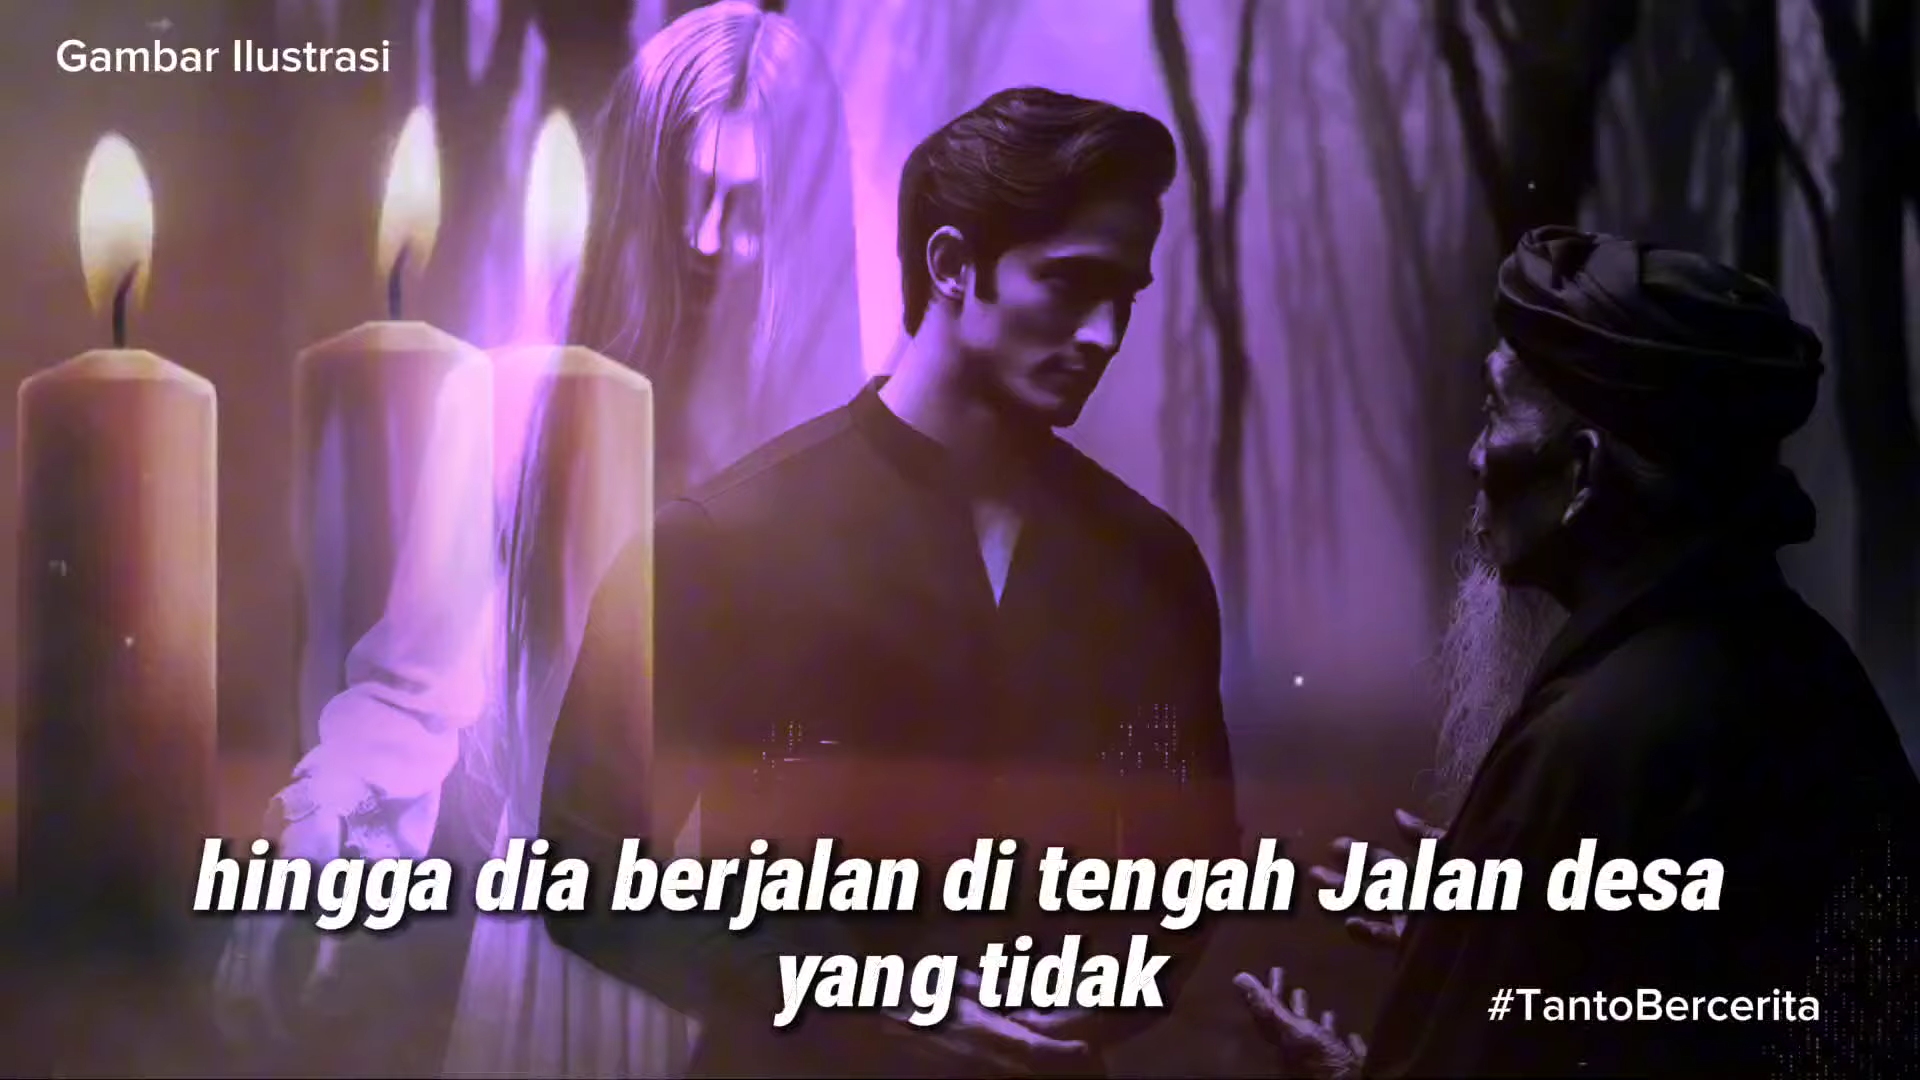 Gambar Ilustrasi
hingga dia berjalan di tengah Jalan desa
yang tidak
#TantoBercerita